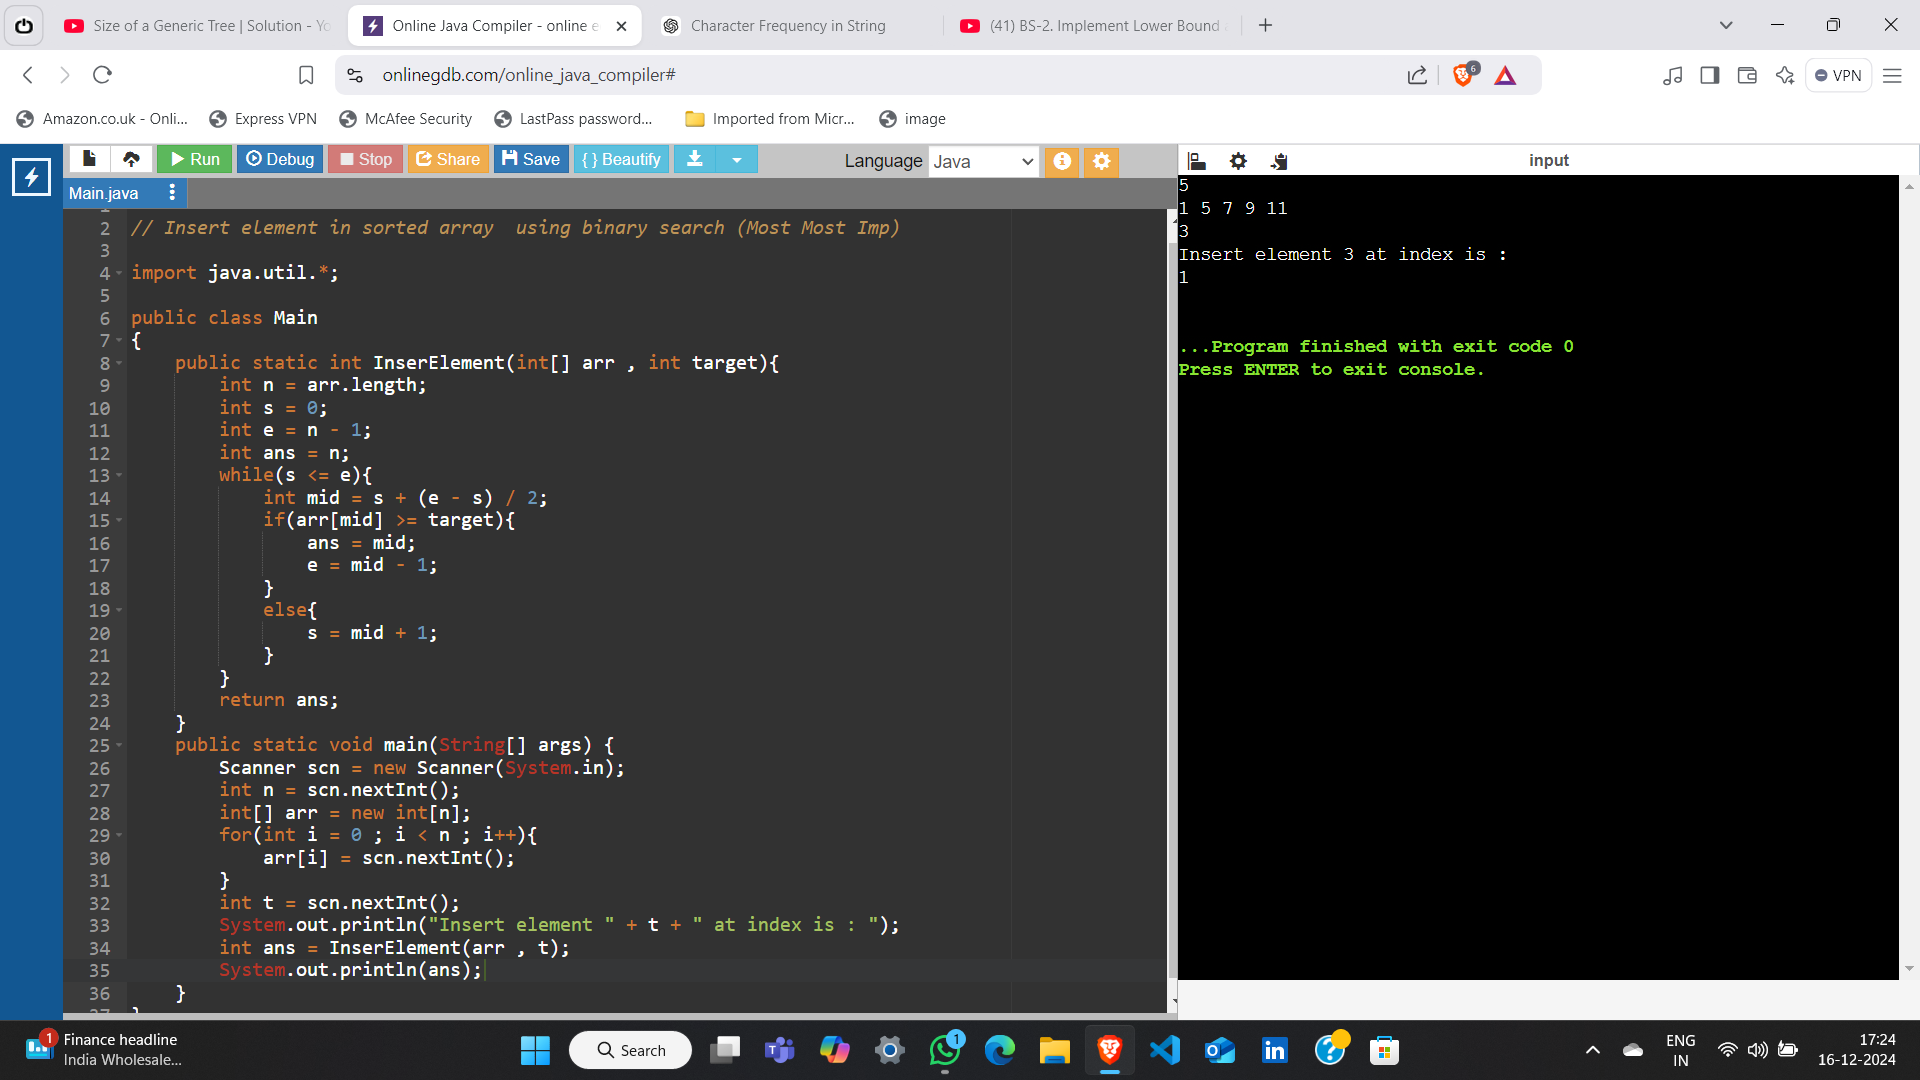 Size of a Generic Tree | Solution - Yo
Online Java Compiler - online e
Character Frequency in String
(41) BS-2. Implement Lower Bound
onlinegdb.com/online_java_compiler#
6
VPN
Amazon.co.uk - Onli...
Express VPN
McAfee Security
LastPass password...
Imported from Micr...
image
Run
Debug
Stop
Share
Save
{ } Beautify
Language
Java
input
Main.java
2 // Insert element in sorted array  using binary search (Most Most Imp)
3
4 import java.util.*;
5
6 public class Main
7 {
8     public static int InserElement(int[] arr , int target){
9         int n = arr.length;
10         int s = 0;
11         int e = n - 1;
12         int ans = n;
13         while(s <= e){
14             int mid = s + (e - s) / 2;
15             if(arr[mid] >= target){
16                 ans = mid;
17                 e = mid - 1;
18             }
19             else{
20                 s = mid + 1;
21             }
22         }
23         return ans;
24     }
25     public static void main(String[] args) {
26         Scanner scn = new Scanner(System.in);
27         int n = scn.nextInt();
28         int[] arr = new int[n];
29         for(int i = 0 ; i < n ; i++){
30             arr[i] = scn.nextInt();
31         }
32         int t = scn.nextInt();
33         System.out.println("Insert element " + t + " at index is : ");
34         int ans = InserElement(arr , t);
35         System.out.println(ans);
36     }
5
1 5 7 9 11
3
Insert element 3 at index is :
1
...Program finished with exit code 0
Press ENTER to exit console.
1
Finance headline
India Wholesale...
Search
1
ENG
IN
17:24
16-12-2024